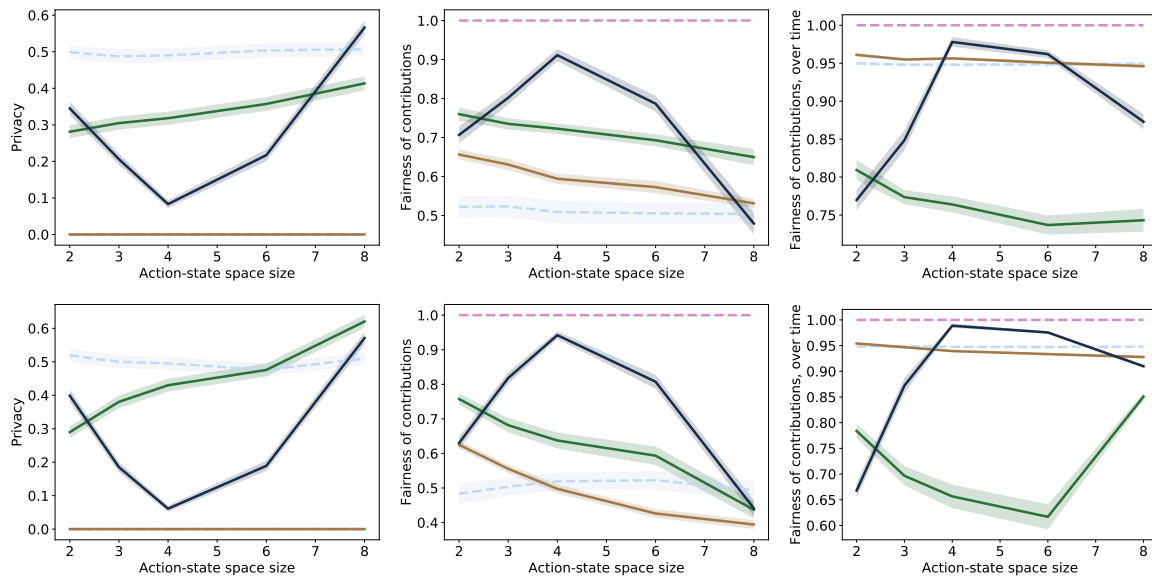 Privacy
0.6
0.5
0.4
0.3
0.2
0.1
0.0
2 3 4 5 6 7 8
Action-state space size
Fairness of contributions
1.0
0.9
0.8
0.7
0.6
0.5
2 3 4 5 6 7 8
Action-state space size
Fairness of contributions, over time
1.00
0.95
0.90
0.85
0.80
0.75
2 3 4 5 6 7 8
Action-state space size
Privacy
0.6
0.5
0.4
0.3
0.2
0.1
0.0
2 3 4 5 6 7 8
Action-state space size
Fairness of contributions
1.0
0.9
0.8
0.7
0.6
0.5
0.4
2 3 4 5 6 7 8
Action-state space size
Fairness of contributions, over time
1.00
0.95
0.90
0.85
0.80
0.75
0.70
0.65
0.60
2 3 4 5 6 7 8
Action-state space size